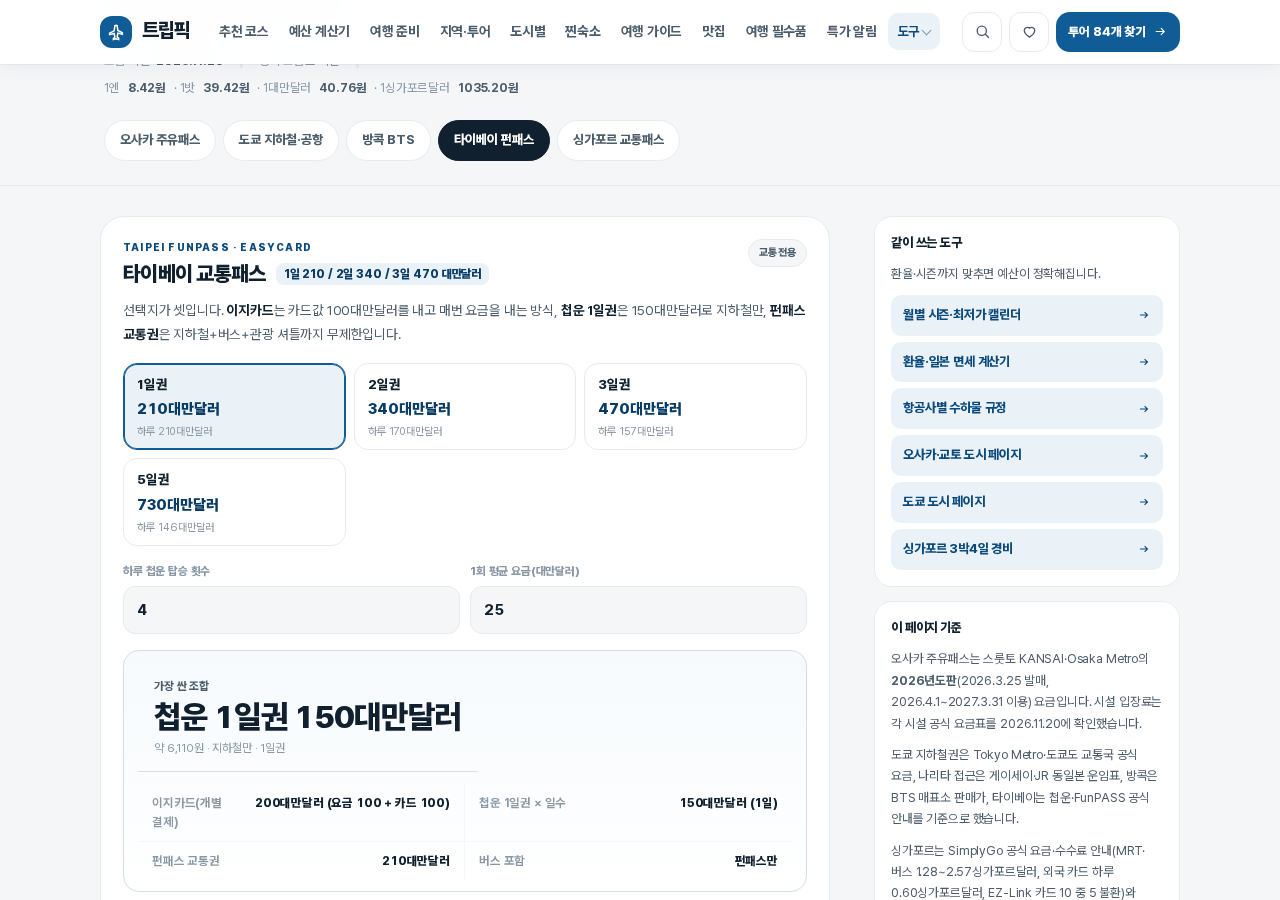 트립픽
추천 코스 예산 계산기 여행 준비 지역·투어 도시별 찐숙소 여행 가이드 맛집 여행 필수품 특가 알림 도구
투어 84개 찾기 →
1엔 8.42원 · 1밧 39.42원 · 1대만달러 40.76원 · 1싱가포르달러 1035.20원
오사카 주유패스
도쿄 지하철·공항
방콕 BTS
타이베이 펀패스
싱가포르 교통패스
TAIPEI FUNPASS · EASYCARD
타이베이 교통패스 1일 210 / 2일 340 / 3일 470 대만달러
교통 전용
선택지가 셋입니다. 이지카드는 카드값 100대만달러를 내고 매번 요금을 내는 방식, 첩운 1일권은 150대만달러로 지하철만, 펀패스
교통권은 지하철+버스+관광 셔틀까지 무제한입니다.
1일권
210대만달러
하루 210대만달러
2일권
340대만달러
하루 170대만달러
3일권
470대만달러
하루 157대만달러
5일권
730대만달러
하루 146대만달러
하루 첩운 탑승 횟수
4
1회 평균 요금(대만달러)
25
가장 싼 조합
첩운 1일권 150대만달러
약 6,110원 · 지하철만 · 1일권
이지카드(개별
결제)
200대만달러 (요금 100 + 카드 100)
첩운 1일권 × 일수
150대만달러 (1일)
펀패스 교통권
210대만달러
버스 포함
펀패스만
같이 쓰는 도구
환율·시즌까지 맞추면 예산이 정확해집니다.
월별 시즌·최저가 캘린더 →
환율·일본 면세 계산기 →
항공사별 수하물 규정 →
오사카·교토 도시 페이지 →
도쿄 도시 페이지 →
싱가포르 3박4일 경비 →
이 페이지 기준
오사카 주유패스는 스룻토 KANSAI·Osaka Metro의
2026년도판(2026.3.25 발매,
2026.4.1~2027.3.31 이용) 요금입니다. 시설 입장료는
각 시설 공식 요금표를 2026.11.20에 확인했습니다.
도쿄 지하철권은 Tokyo Metro·도쿄도 교통국 공식
요금, 나리타 접근은 게이세이·JR 동일본 운임표, 방콕은
BTS 매표소 판매가, 타이베이는 첩운·FunPASS 공식
안내를 기준으로 했습니다.
싱가포르는 SimplyGo 공식 요금·수수료 안내(MRT·
버스 1.28~2.57싱가포르달러, 외국 카드 하루
0.60싱가포르달러, EZ-Link 카드 10 중 5 불환)와